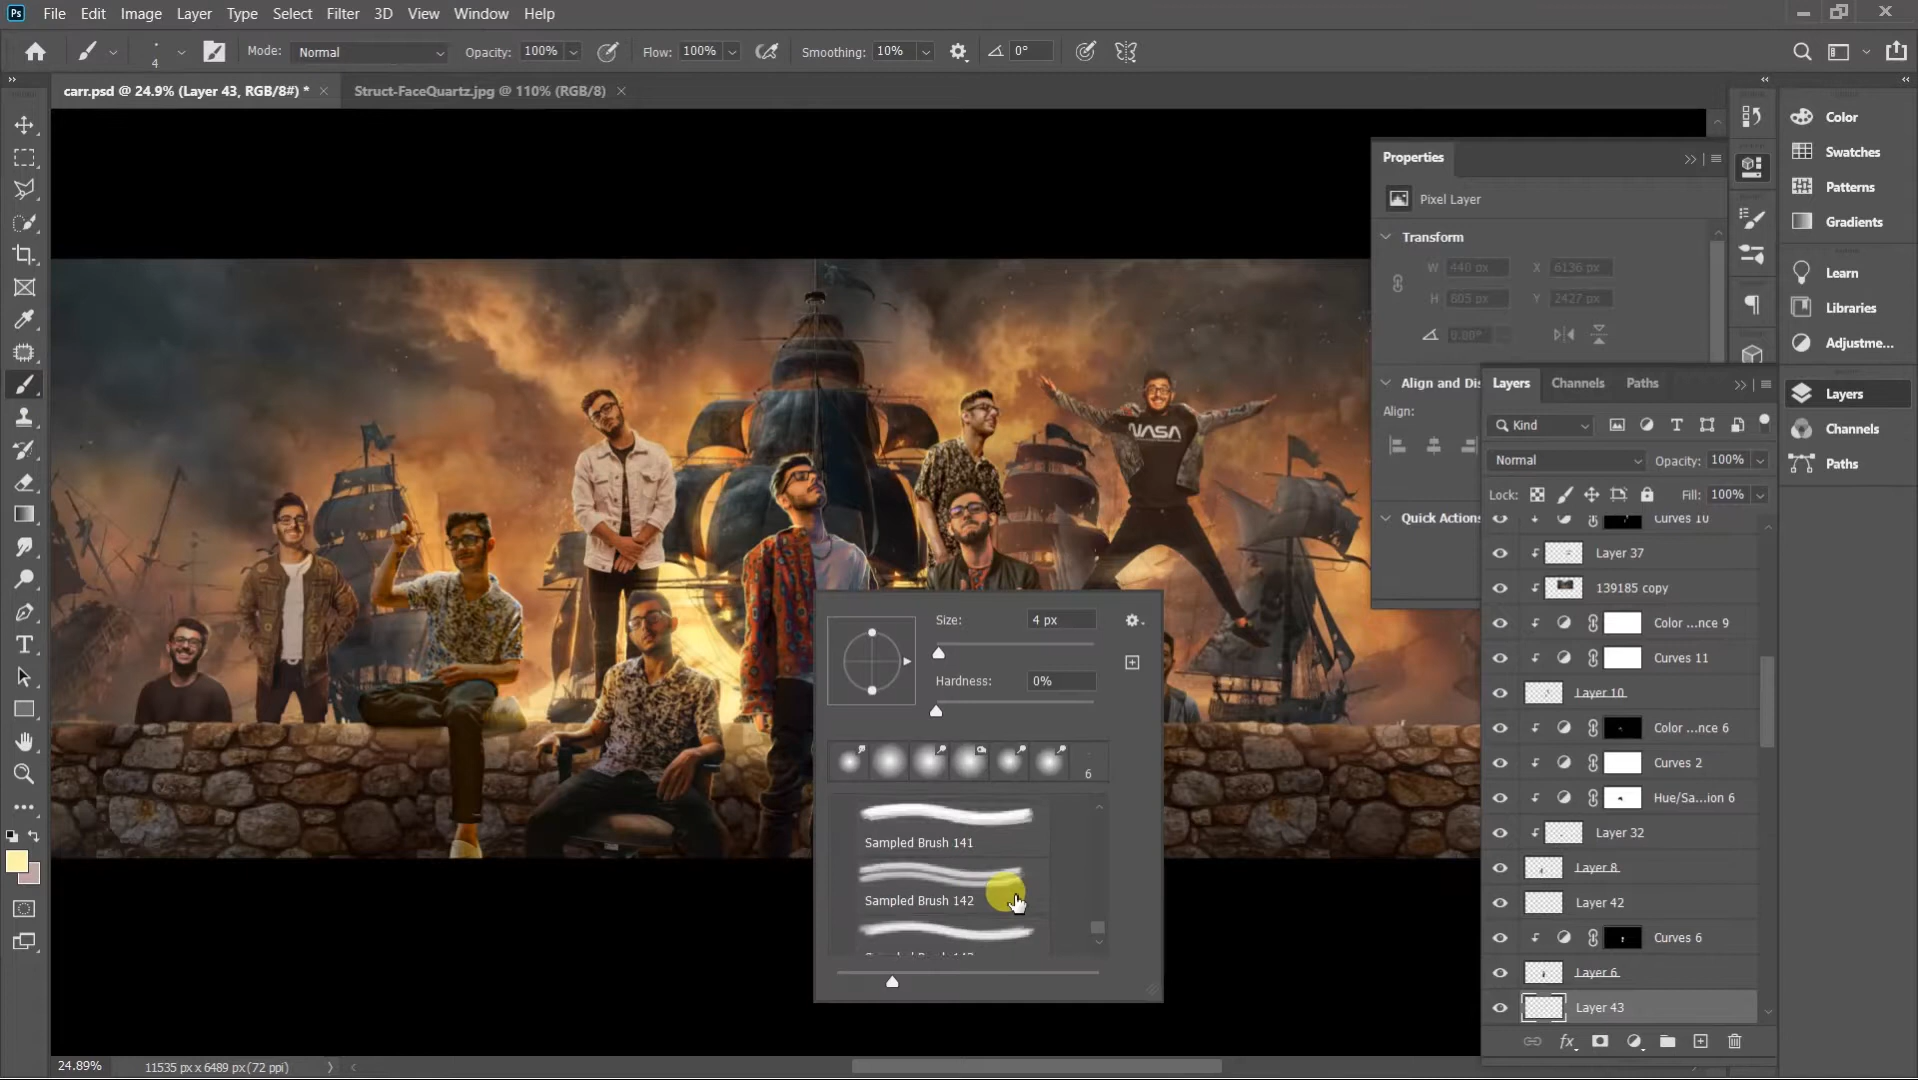 Ps File Edit Image Layer Type Select Filter 3D View Window Help
4 Mode: Normal Opacity: 100% Flow: 100% Smoothing: 10% 0°
carr.psd @ 24.9% (Layer 43, RGB/8#) * Struct-FaceQuartz.jpg @ 110% (RGB/8)
Properties
Pixel Layer
Transform
W 440 px X 6136 px
H 605 px Y 2427 px
0.00°
Align and Dis
Align:
Quick Actions
Color
Swatches
Patterns
Gradients
Learn
Libraries
Adjustme...
Layers
Channels
Paths
Layers Channels Paths
Kind
Normal Opacity: 100%
Lock: Fill: 100%
Curves 10
Layer 37
139185 copy
Color ...nce 9
Curves 11
Layer 10
Color ...nce 6
Curves 2
Hue/Sa...ion 6
Layer 32
Layer 8
Layer 42
Curves 6
Layer 6
Layer 43
NASA
Size: 4 px
Hardness: 0%
6
Sampled Brush 141
Sampled Brush 142
24.89% 11535 px x 6489 px (72 ppi)